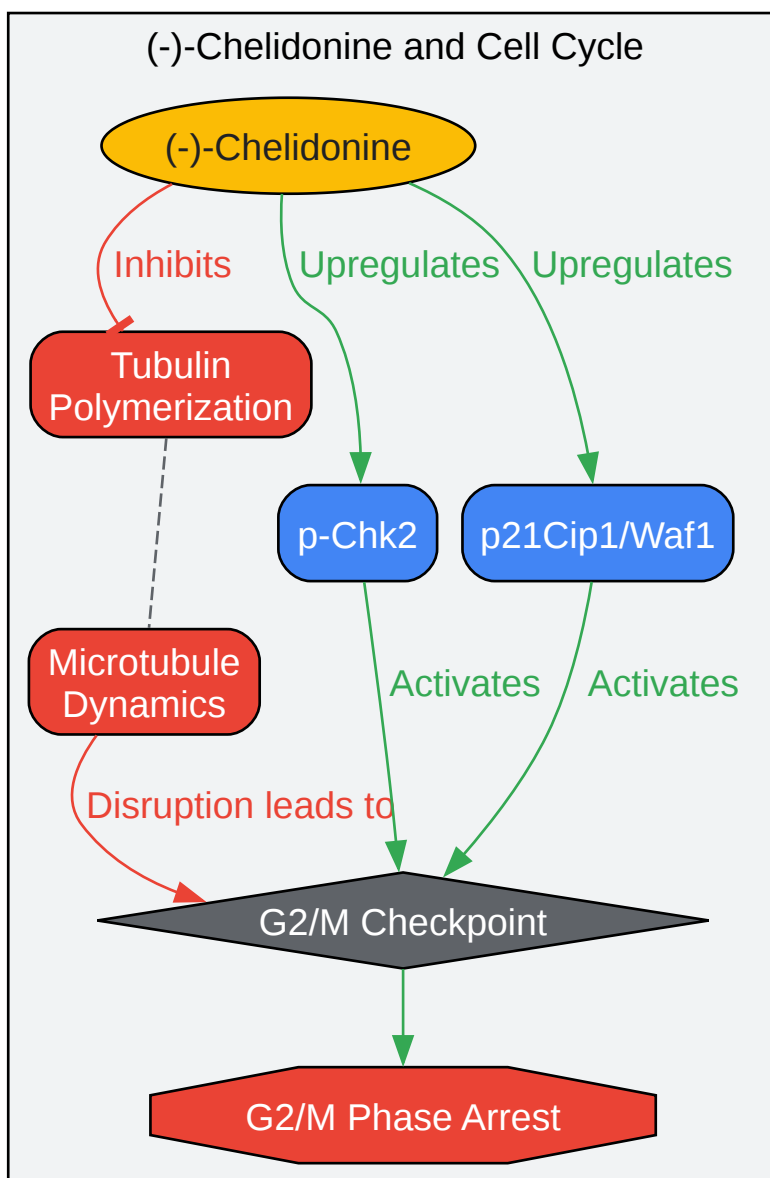 (-)-Chelidonine and Cell Cycle
(-)-Chelidonine
Inhibits
Upregulates
Upregulates
Tubulin
Polymerization
p-Chk2
p21Cip1/Waf1
Microtubule
Dynamics
Activates
Activates
Disruption leads to
G2/M Checkpoint
G2/M Phase Arrest